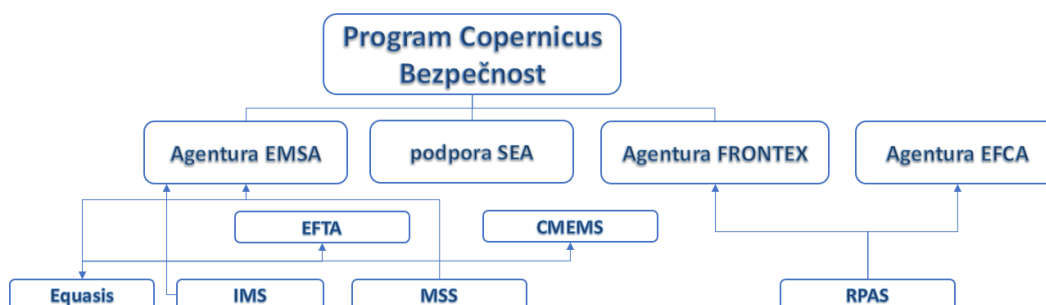 Program Copernicus
Bezpečnost
Agentura EMSA
podpora SEA
Agentura FRONTEX
Agentura EFCA
EFTA
CMEMS
Equasis
IMS
MSS
RPAS